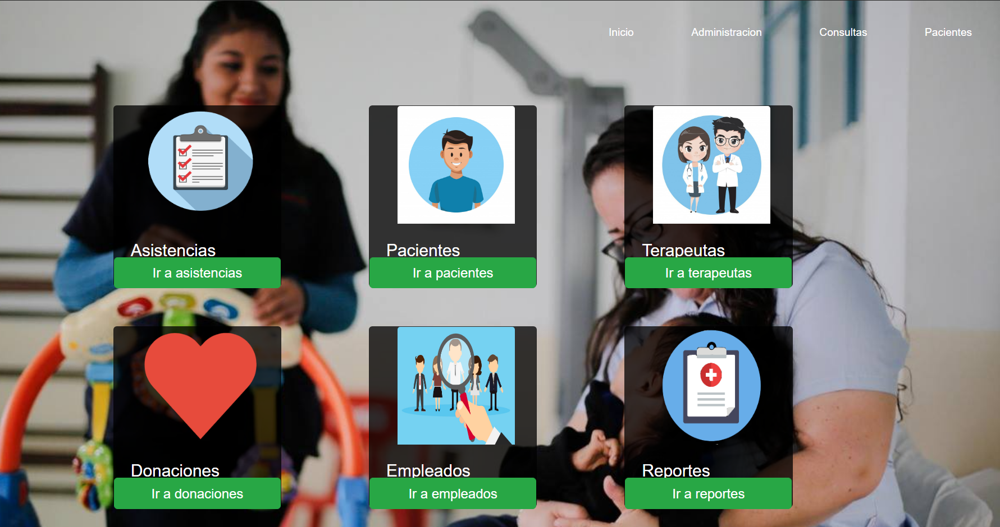 Inicio
Administracion
Consultas
Pacientes
Asistencias
Ir a asistencias
Pacientes
Ir a pacientes
Terapeutas
Ir a terapeutas
Donaciones
Ir a donaciones
Empleados
Ir a empleados
Reportes
Ir a reportes